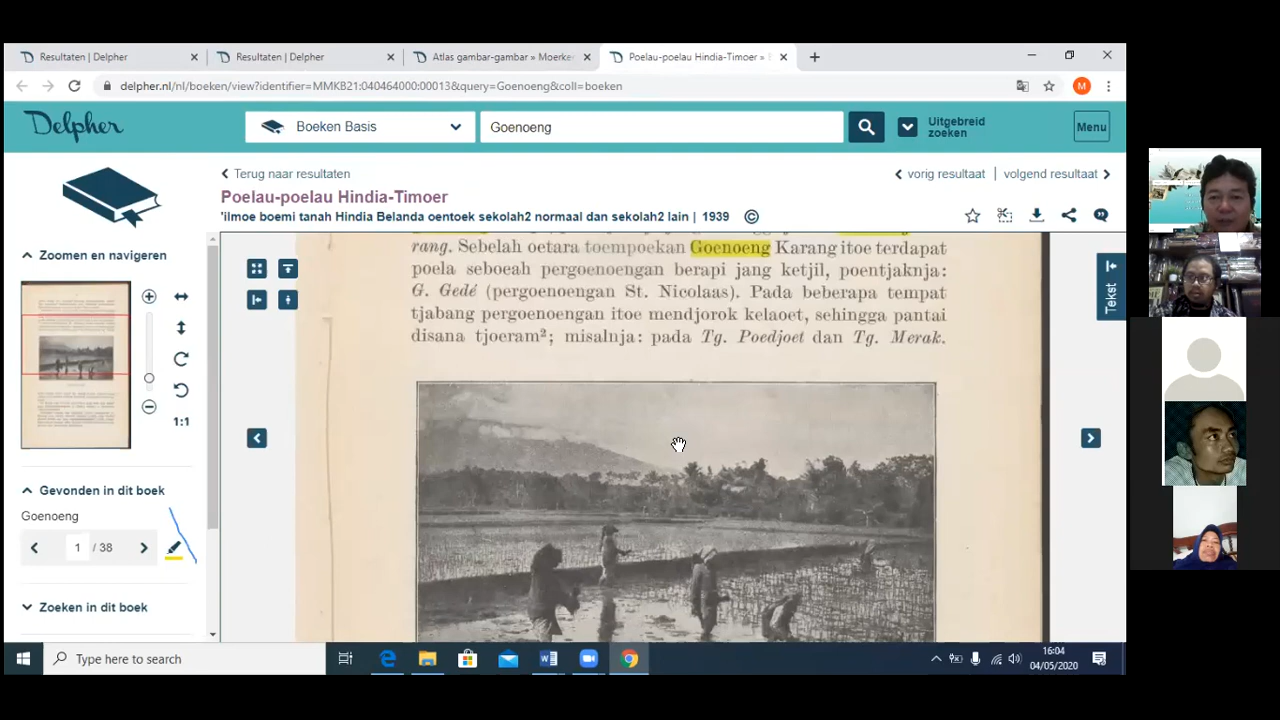 Resultaten | Delpher
Resultaten | Delpher
Atlas gambar-gambar » Moerke
Poelau-poelau Hindia-Timoer »
delpher.nl/nl/boeken/view?identifier=MMKB21:040464000:00013&query=Goenoeng&coll=boeken
M
Delpher
Boeken Basis
Goenoeng
Uitgebreid
zoeken
Menu
Terug naar resultaten
vorig resultaat | volgend resultaat
Poelau-poelau Hindia-Timoer
'ilmoe boemi tanah Hindia Belanda oentoek sekolah2 normaal dan sekolah2 lain | 1939 ©
Zoomen en navigeren
1:1
Gevonden in dit boek
Goenoeng
1 / 38
Zoeken in dit boek
rang. Sebelah oetara toempoekan Goenoeng Karang itoe terdapat
poela seboeah pergoenoengan berapi jang ketjil, poentjaknja:
G. Gedé (pergoenoengan St. Nicolaas). Pada beberapa tempat
tjabang pergoenoengan itoe mendjorok kelaoet, sehingga pantai
disana tjoeram²; misalnja: pada Tg. Poedjoet dan Tg. Merak.
Tekst
Type here to search
16:04
04/05/2020